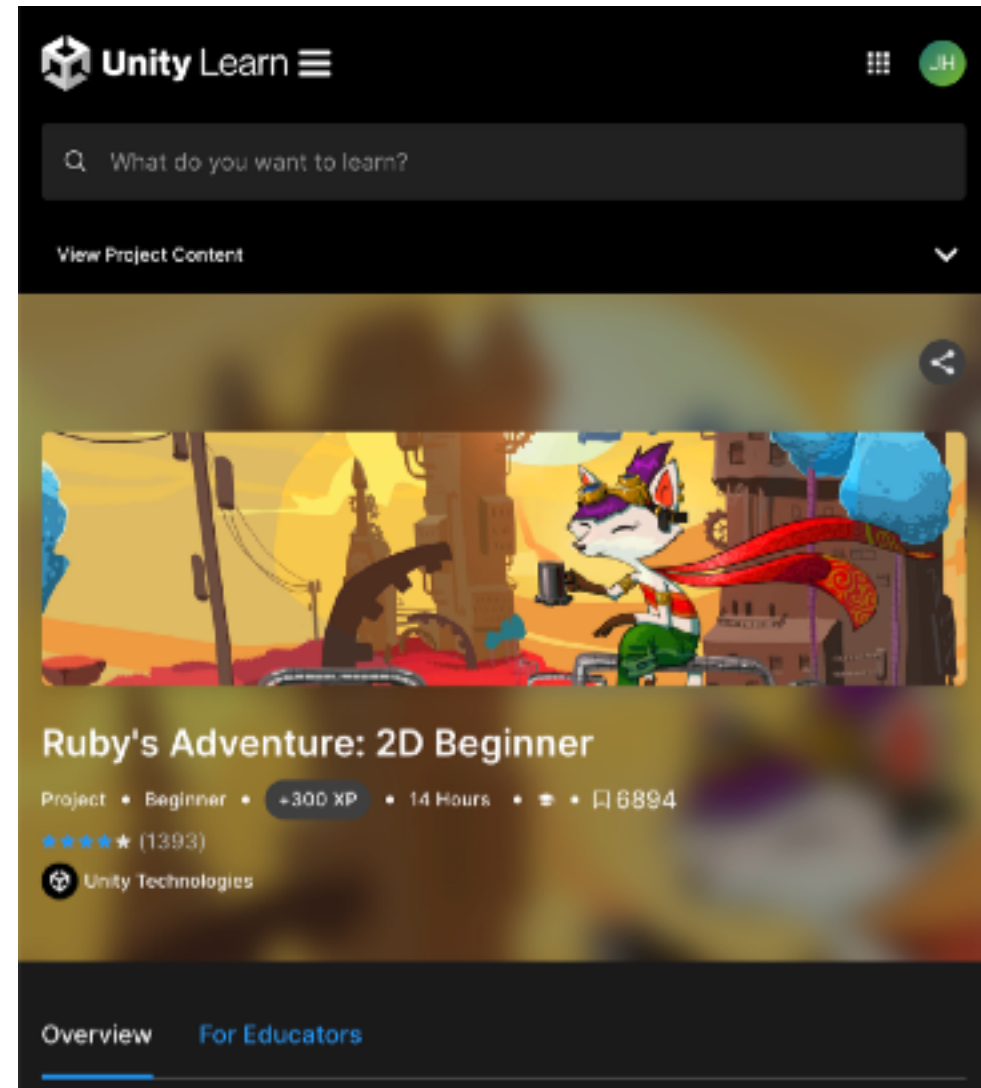 Unity Learn
JH
What do you want to learn?
View Project Content
Ruby's Adventure: 2D Beginner
Project • Beginner • +300 XP • 14 Hours • • 6894
(1393)
Unity Technologies
Overview For Educators